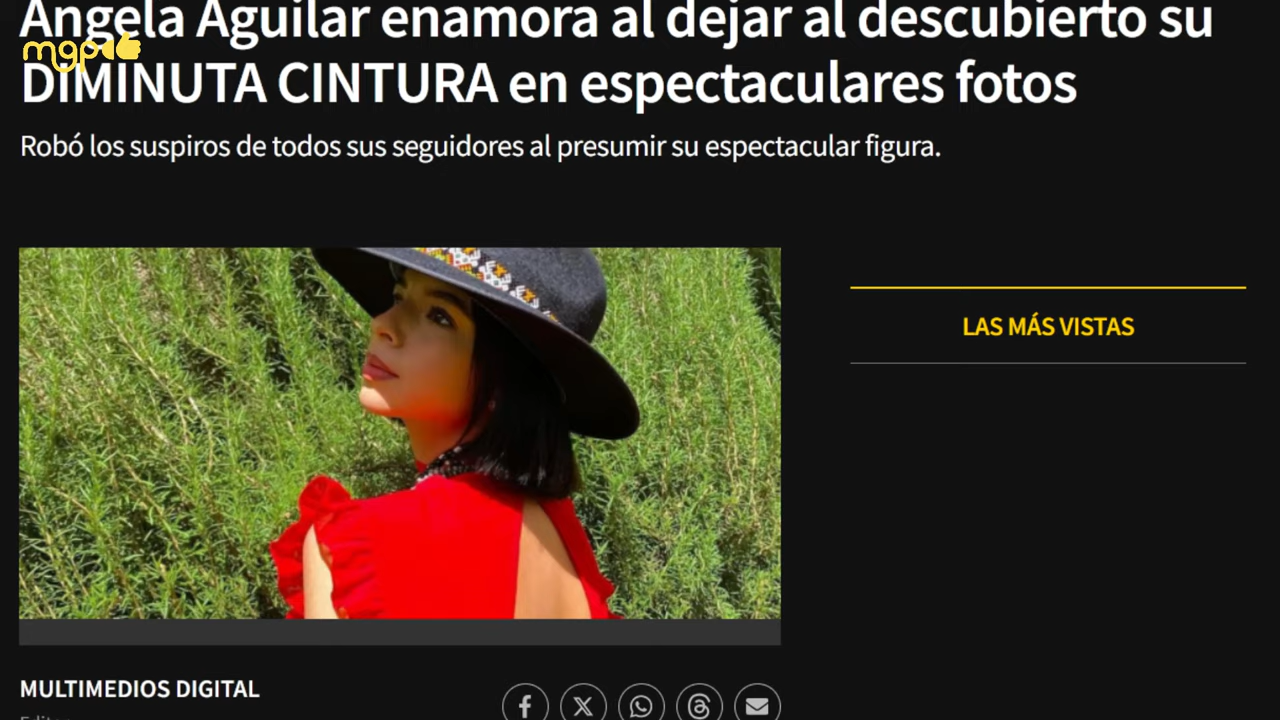 Ángela Aguilar enamora al dejar al descubierto su
mgp
DIMINUTA CINTURA en espectaculares fotos
Robó los suspiros de todos sus seguidores al presumir su espectacular figura.
LAS MÁS VISTAS
MULTIMEDIOS DIGITAL